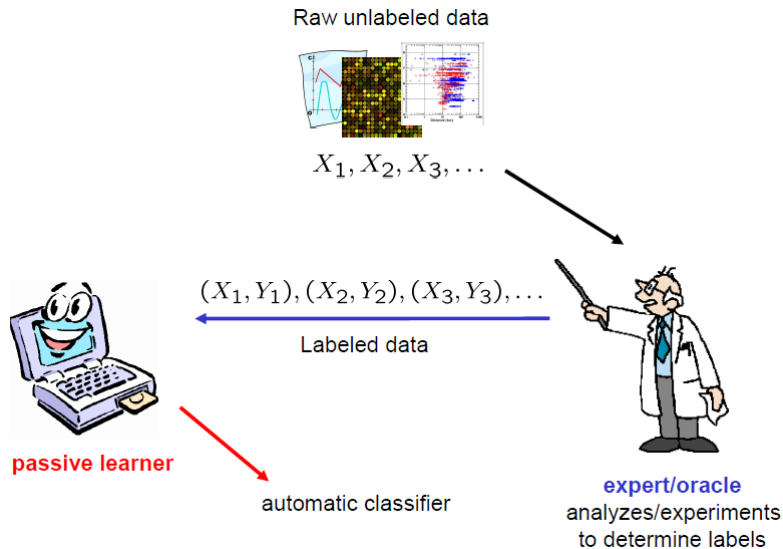 Raw unlabeled data
X₁, X₂, X₃, . . .
(X₁, Y₁), (X₂, Y₂), (X₃, Y₃), . . .
Labeled data
passive learner
automatic classifier
expert/oracle
analyzes/experiments
to determine labels